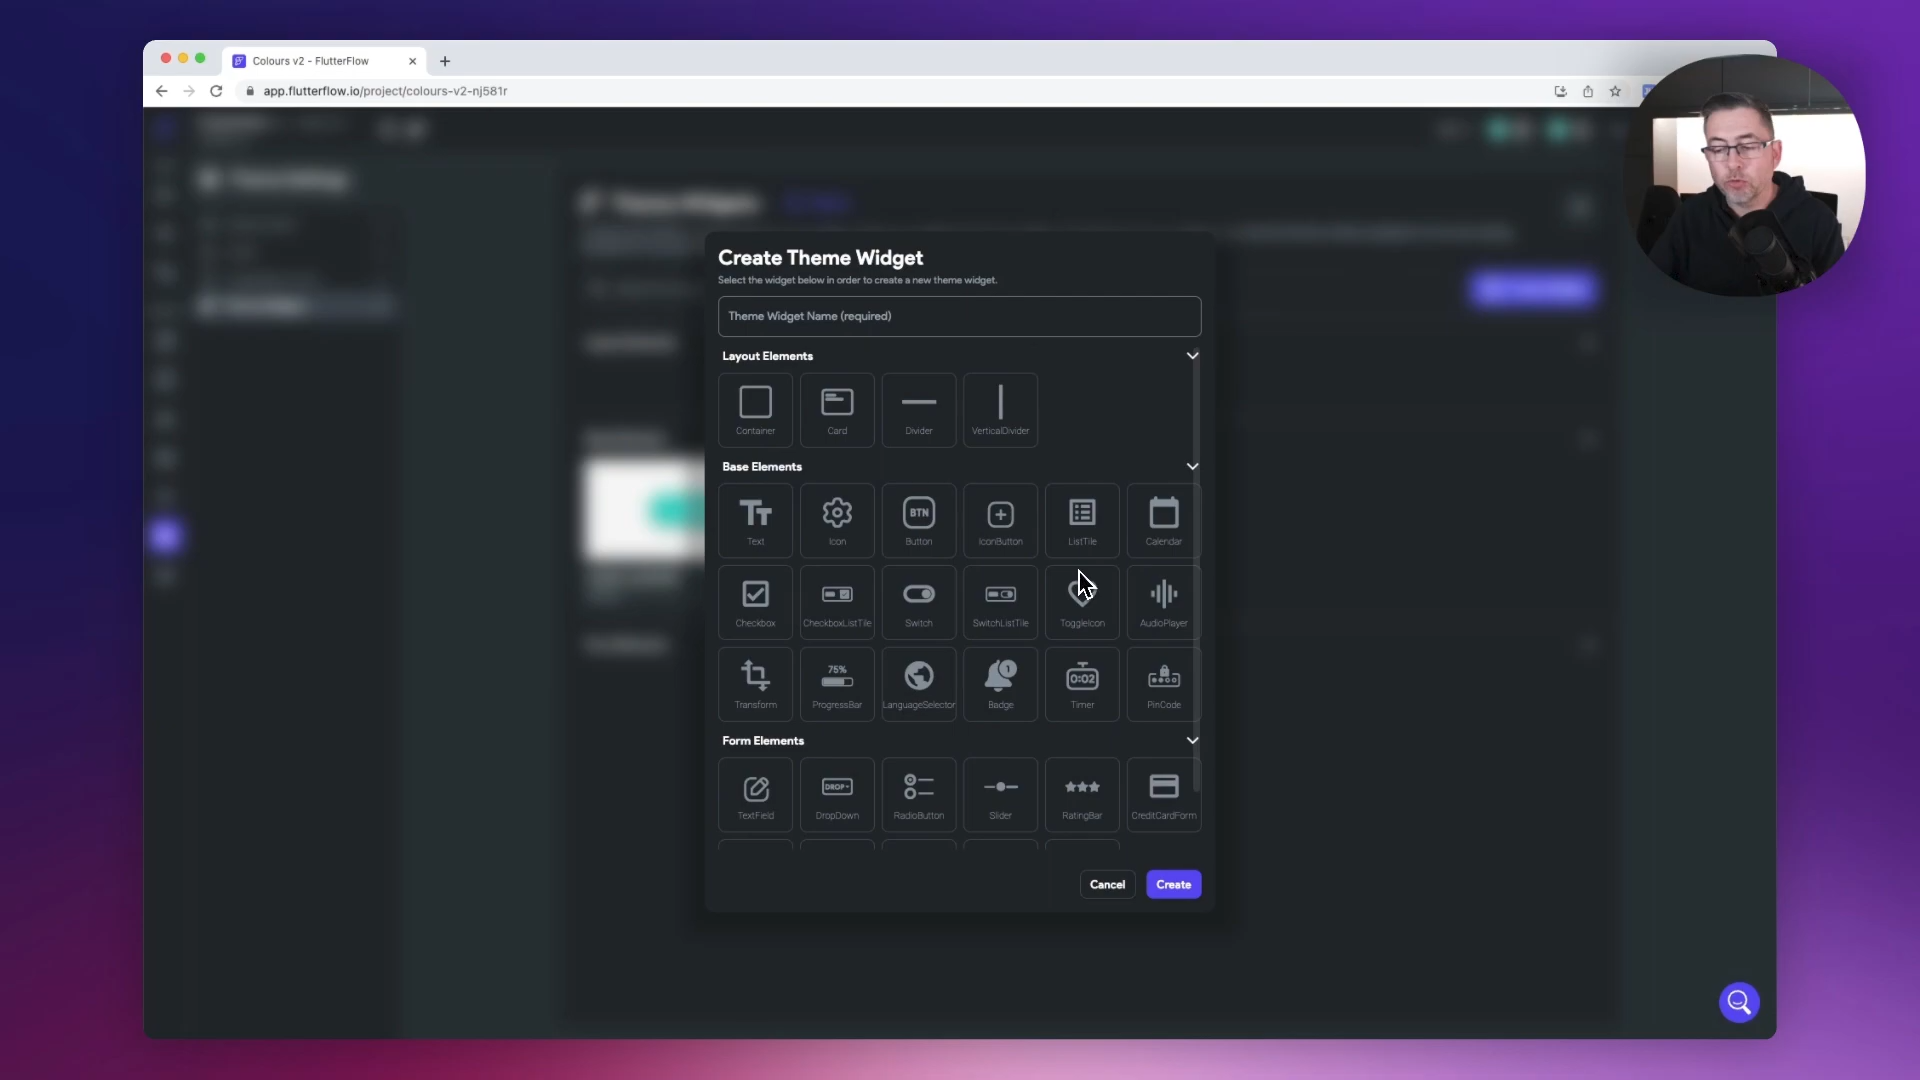 Colours v2 - FlutterFlow
app.flutterflow.io/project/colours-v2-nj581r
Create Theme Widget
Select the widget below in order to create a new theme widget.
Theme Widget Name (required)
Layout Elements
Container
Card
Divider
VerticalDivider
Base Elements
BTN
Text
Icon
Button
IconButton
ListTile
Calendar
Checkbox
CheckboxListTile
Switch
SwitchListTile
ToggleIcon
AudioPlayer
75%
1
0:02
Transform
ProgressBar
LanguageSelector
Badge
Timer
PinCode
Form Elements
DROP
TextField
DropDown
RadioButton
Slider
RatingBar
CreditCardForm
Cancel
Create